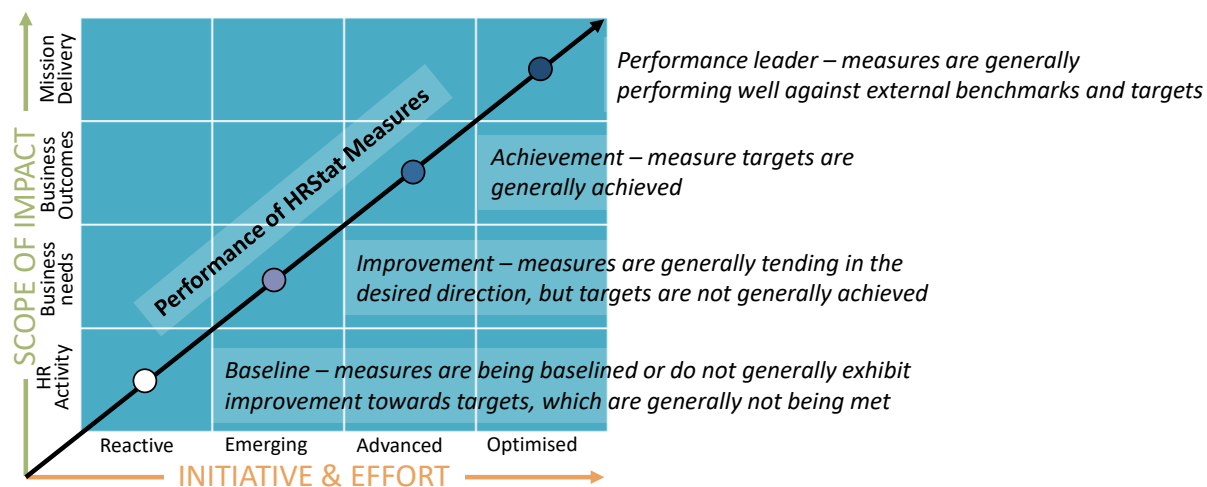 SCOPE OF IMPACT
Mission
Delivery
Business
Outcomes
Business
needs
HR
Activity
Performance of HRStat Measures
Performance leader – measures are generally
performing well against external benchmarks and targets
Achievement – measure targets are
generally achieved
Improvement – measures are generally tending in the
desired direction, but targets are not generally achieved
Baseline – measures are being baselined or do not generally exhibit
improvement towards targets, which are generally not being met
Reactive
Emerging
Advanced
Optimised
INITIATIVE & EFFORT